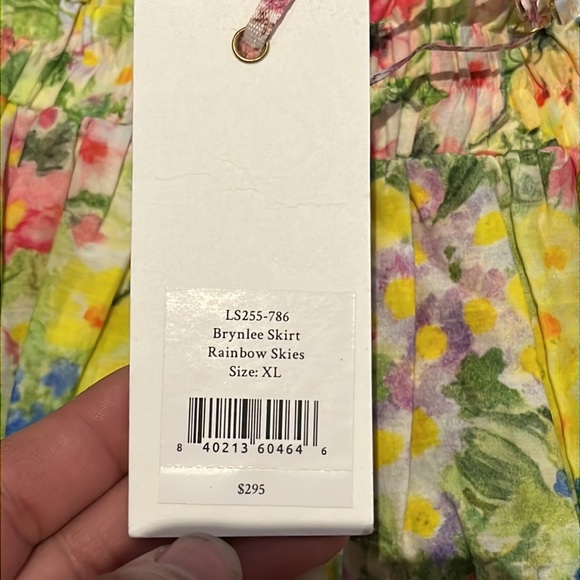 LS255-786
Brynlee Skirt
Rainbow Skies
Size: XL
8 40213 60464 6
$295